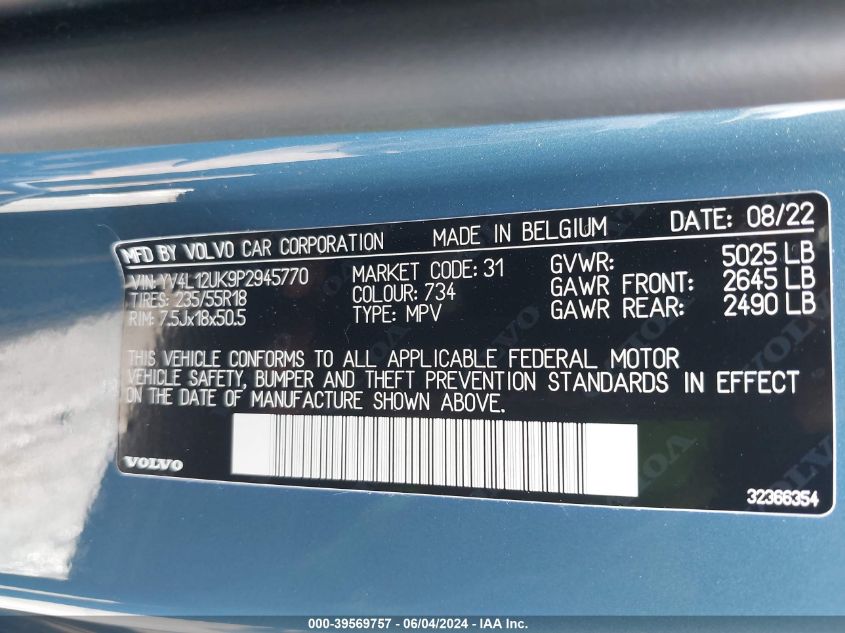 MFD BY VOLVO CAR CORPORATION MADE IN BELGIUM DATE: 08/22
VIN: YV4L12UK9P2945770 MARKET CODE: 31 GVWR: 5025 LB
TIRES: 235/55R18 COLOUR: 734 GAWR FRONT: 2645 LB
RIM: 7.5Jx18x50.5 TYPE: MPV GAWR REAR: 2490 LB
THIS VEHICLE CONFORMS TO ALL APPLICABLE FEDERAL MOTOR
VEHICLE SAFETY, BUMPER AND THEFT PREVENTION STANDARDS IN EFFECT
ON THE DATE OF MANUFACTURE SHOWN ABOVE.
VOLVO
32366354
000-39569757 - 06/04/2024 - IAA Inc.